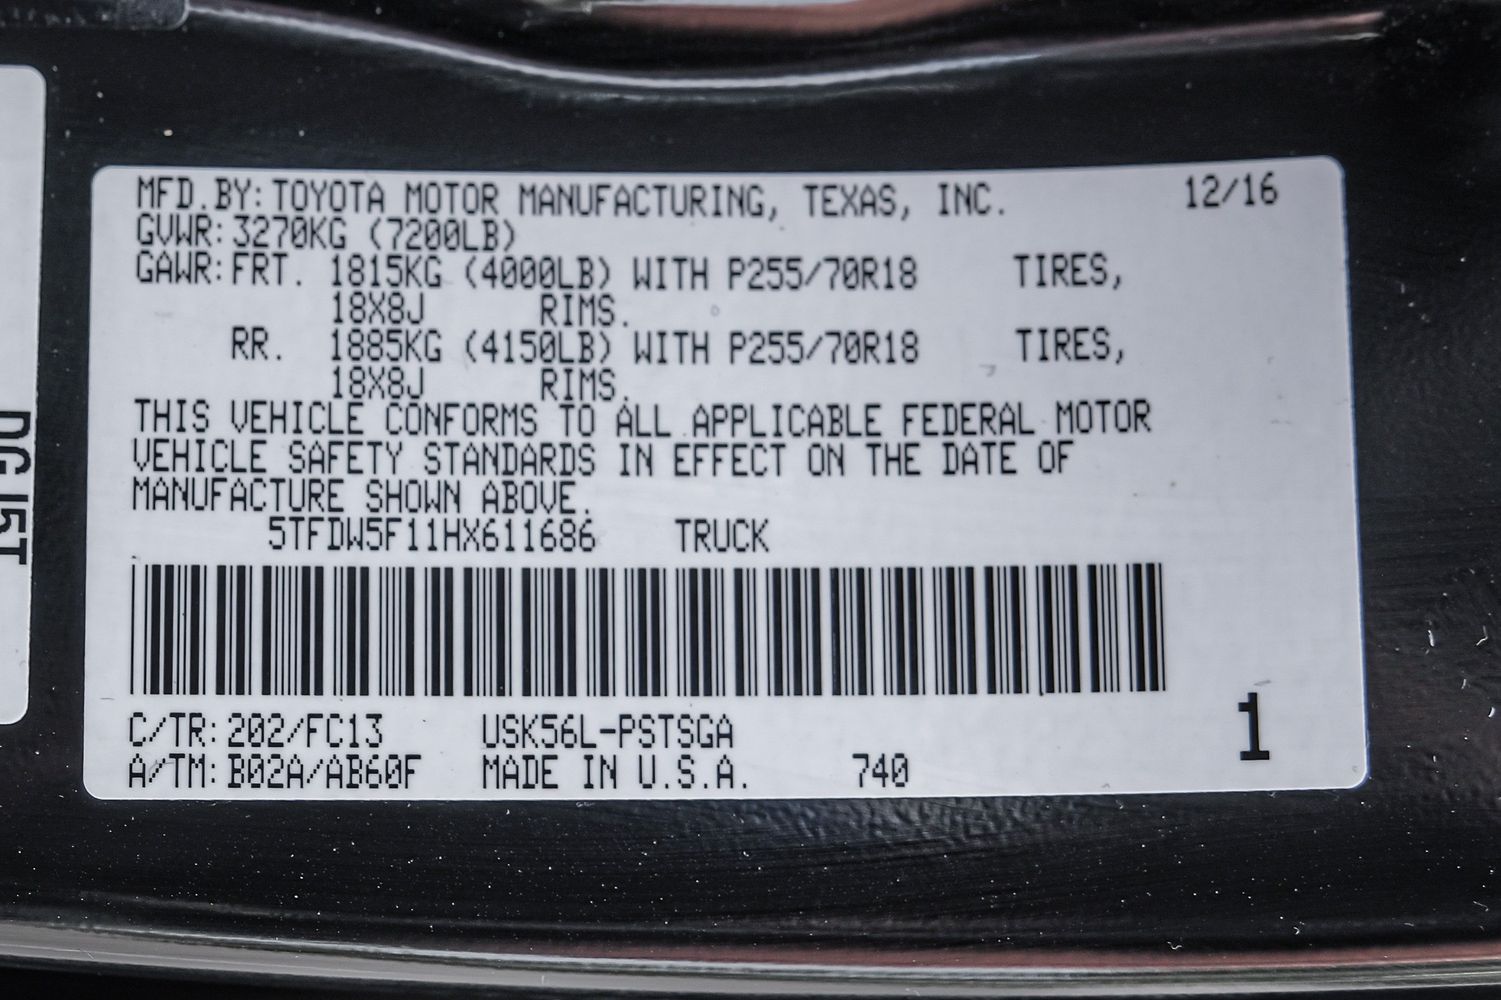 MFD.BY:TOYOTA MOTOR MANUFACTURING, TEXAS, INC. 12/16
GVWR:3270KG (7200LB)
GAWR:FRT. 1815KG (4000LB) WITH P255/70R18 TIRES,
18X8J RIMS.
RR. 1885KG (4150LB) WITH P255/70R18 TIRES,
18X8J RIMS.
THIS VEHICLE CONFORMS TO ALL APPLICABLE FEDERAL MOTOR
VEHICLE SAFETY STANDARDS IN EFFECT ON THE DATE OF
MANUFACTURE SHOWN ABOVE.
5TFDW5F11HX611686 TRUCK
C/TR:202/FC13 USK56L-PSTSGA
A/TM:B02A/AB60F MADE IN U.S.A. 740
1